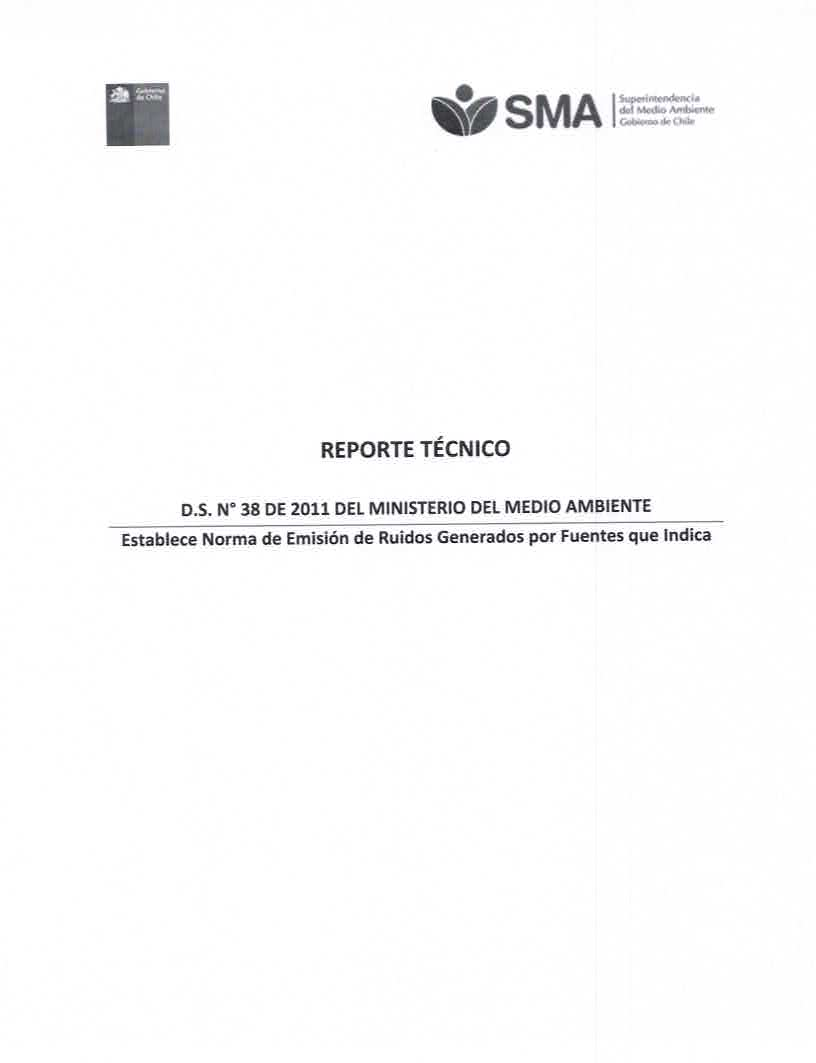 Gobierno
de Chile
SMA
Superintendencia
del Medio Ambiente
Gobierno de Chile
REPORTE TÉCNICO
D.S. N° 38 DE 2011 DEL MINISTERIO DEL MEDIO AMBIENTE
Establece Norma de Emisión de Ruidos Generados por Fuentes que Indica